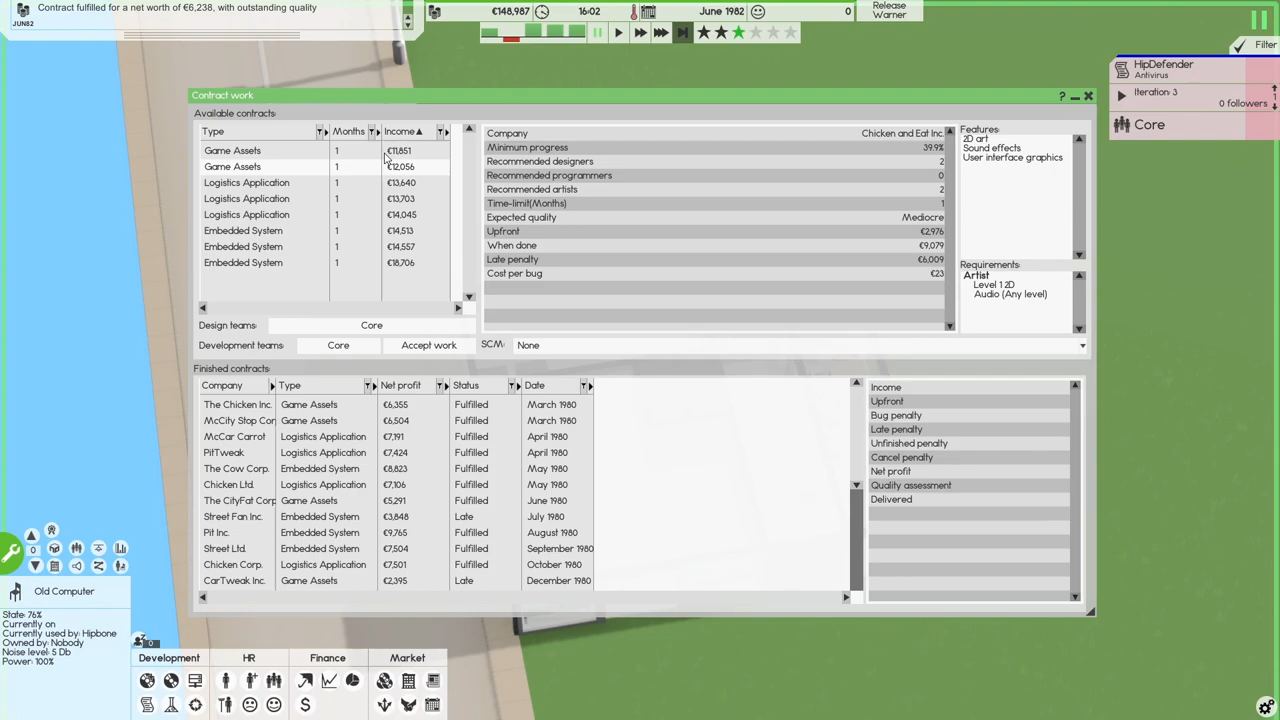 Contract fulfilled for a net worth of €6,238, with outstanding quality
JUN82
€148,987
16:02
June 1982
0
Release Warner
Filter
HipDefender
Antivirus
Iteration: 3
1
0 followers
Core
Contract work
?
Available contracts:
Type Months Income
Game Assets 1 €11,851
Game Assets 1 €12,056
Logistics Application 1 €13,640
Logistics Application 1 €13,703
Logistics Application 1 €14,045
Embedded System 1 €14,513
Embedded System 1 €14,557
Embedded System 1 €18,706
Company Chicken and Eat Inc.
Minimum progress 39.9%
Recommended designers 2
Recommended programmers 0
Recommended artists 2
Time-limit(Months) 1
Expected quality Mediocre
Upfront €2,976
When done €9,079
Late penalty €6,009
Cost per bug €23
Features:
2D art
Sound effects
User interface graphics
Requirements:
Artist
Level 1 2D
Audio (Any level)
Design teams: Core
Development teams: Core Accept work SCM: None
Finished contracts:
Company Type Net profit Status Date
The Chicken Inc. Game Assets €6,355 Fulfilled March 1980
McCity Stop Cor Game Assets €6,504 Fulfilled March 1980
McCar Carrot Logistics Application €7,191 Fulfilled April 1980
PitTweak Logistics Application €7,424 Fulfilled April 1980
The Cow Corp. Embedded System €8,823 Fulfilled May 1980
Chicken Ltd. Logistics Application €7,106 Fulfilled May 1980
The CityFat Corp Game Assets €5,291 Fulfilled June 1980
Street Fan Inc. Embedded System €3,848 Late July 1980
Pit Inc. Embedded System €9,765 Fulfilled August 1980
Street Ltd. Embedded System €7,504 Fulfilled September 1980
Chicken Corp. Logistics Application €7,501 Fulfilled October 1980
CarTweak Inc. Game Assets €2,395 Late December 1980
Income
Upfront
Bug penalty
Late penalty
Unfinished penalty
Cancel penalty
Net profit
Quality assessment
Delivered
0
Old Computer
State: 76%
Currently on
Currently used by: Hipbone
Owned by: Nobody
Noise level: 5 Db
Power: 100%
0
Development HR Finance Market
$